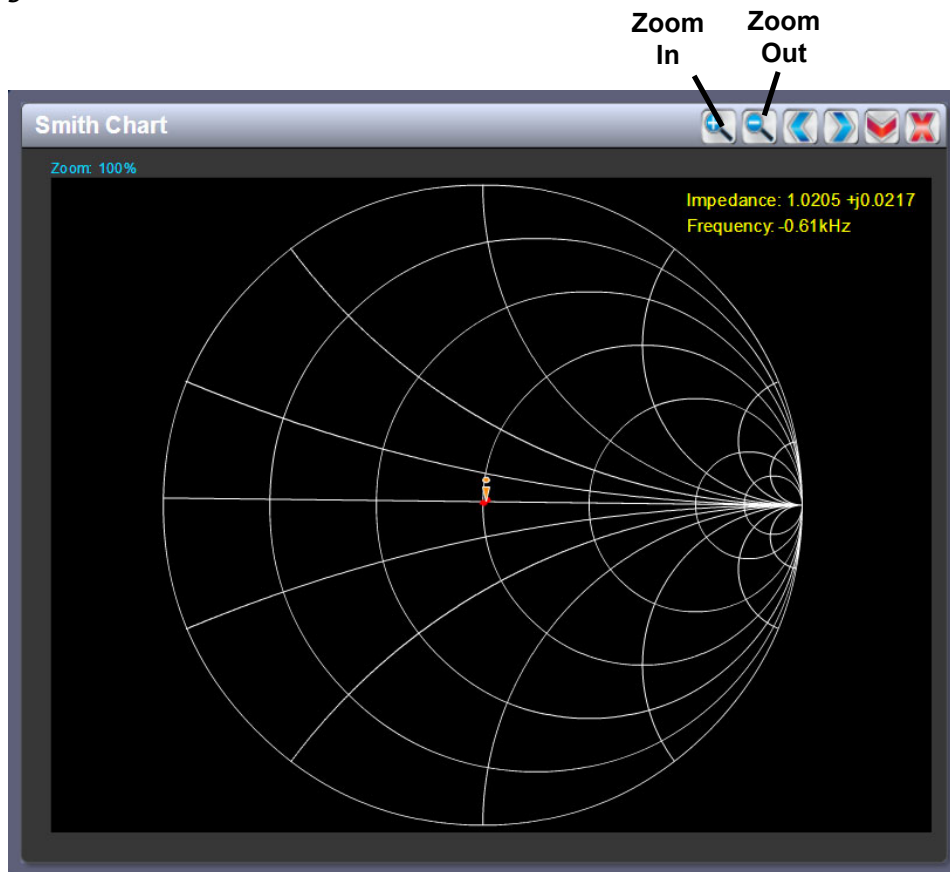 Zoom In
Zoom Out
Smith Chart
Zoom: 100%
Impedance: 1.0205 +j0.0217
Frequency: -0.61kHz